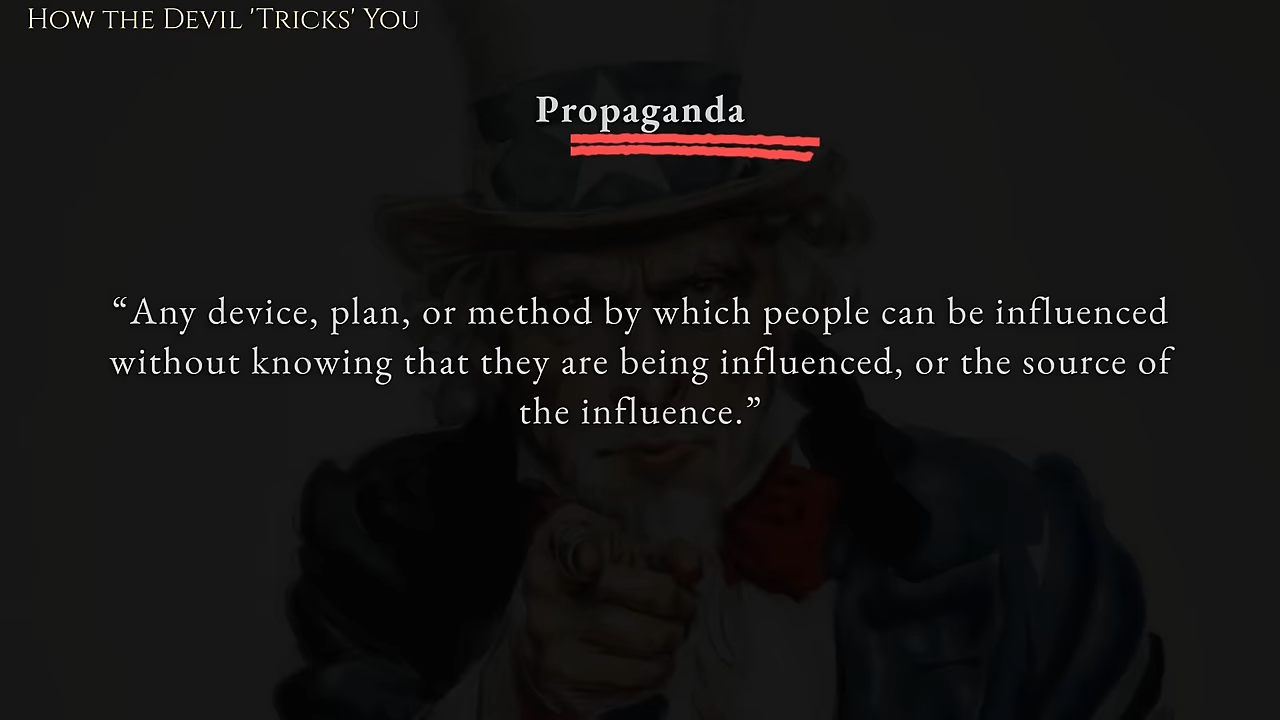 How the Devil 'Tricks' You
Propaganda
“Any device, plan, or method by which people can be influenced
without knowing that they are being influenced, or the source of
the influence.”